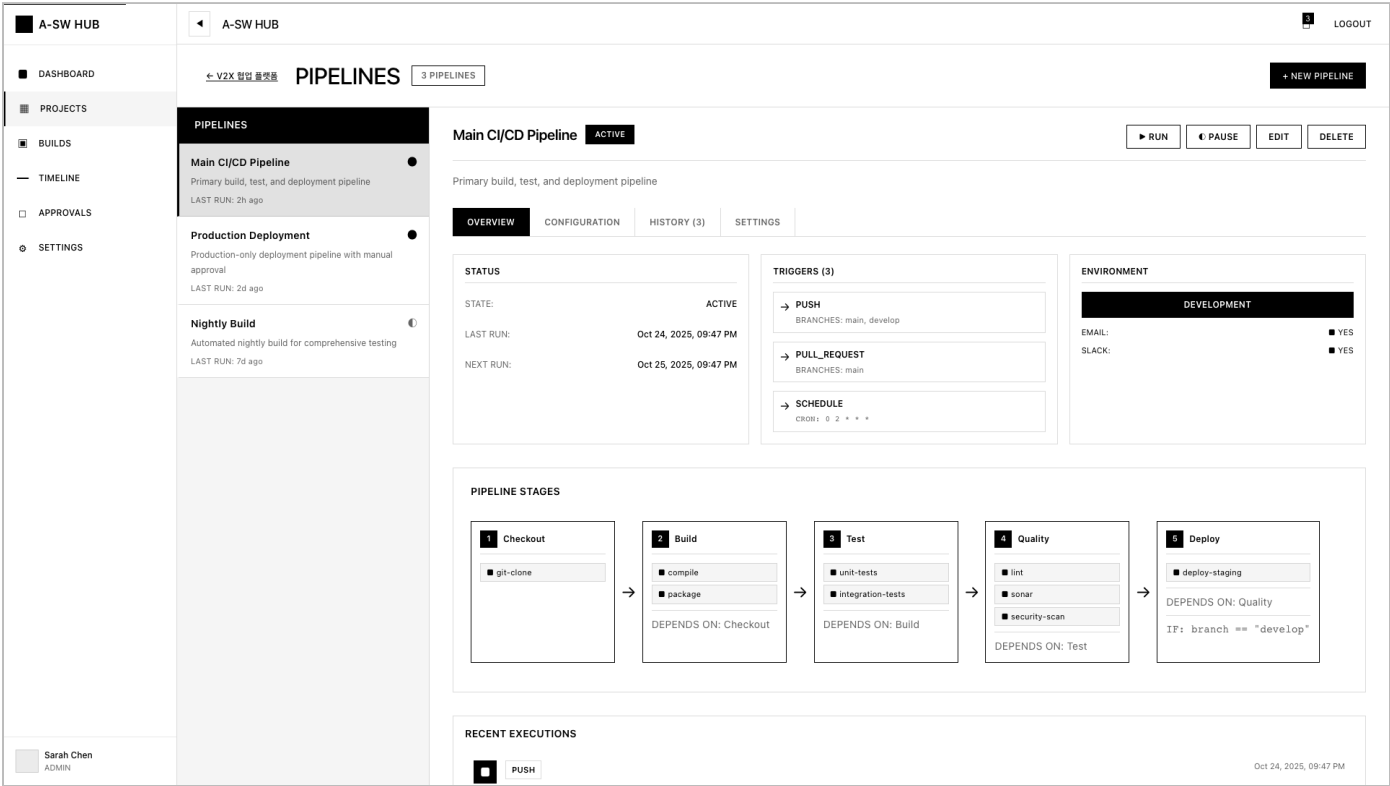 A-SW HUB
DASHBOARD
PROJECTS
BUILDS
TIMELINE
APPROVALS
SETTINGS
Sarah Chen
ADMIN
A-SW HUB
3
LOGOUT
← V2X 협업 플랫폼
PIPELINES
3 PIPELINES
+ NEW PIPELINE
PIPELINES
Main CI/CD Pipeline
Primary build, test, and deployment pipeline
LAST RUN: 2h ago
Production Deployment
Production-only deployment pipeline with manual
approval
LAST RUN: 2d ago
Nightly Build
Automated nightly build for comprehensive testing
LAST RUN: 7d ago
Main CI/CD Pipeline
ACTIVE
RUN
PAUSE
EDIT
DELETE
Primary build, test, and deployment pipeline
OVERVIEW
CONFIGURATION
HISTORY (3)
SETTINGS
STATUS
STATE: ACTIVE
LAST RUN: Oct 24, 2025, 09:47 PM
NEXT RUN: Oct 25, 2025, 09:47 PM
TRIGGERS (3)
→ PUSH
BRANCHES: main, develop
→ PULL_REQUEST
BRANCHES: main
→ SCHEDULE
CRON: 0 2 * * *
ENVIRONMENT
DEVELOPMENT
EMAIL: YES
SLACK: YES
PIPELINE STAGES
1 Checkout
git-clone
→
2 Build
compile
package
DEPENDS ON: Checkout
→
3 Test
unit-tests
integration-tests
DEPENDS ON: Build
→
4 Quality
lint
sonar
security-scan
DEPENDS ON: Test
→
5 Deploy
deploy-staging
DEPENDS ON: Quality
IF: branch == "develop"
RECENT EXECUTIONS
PUSH
Oct 24, 2025, 09:47 PM